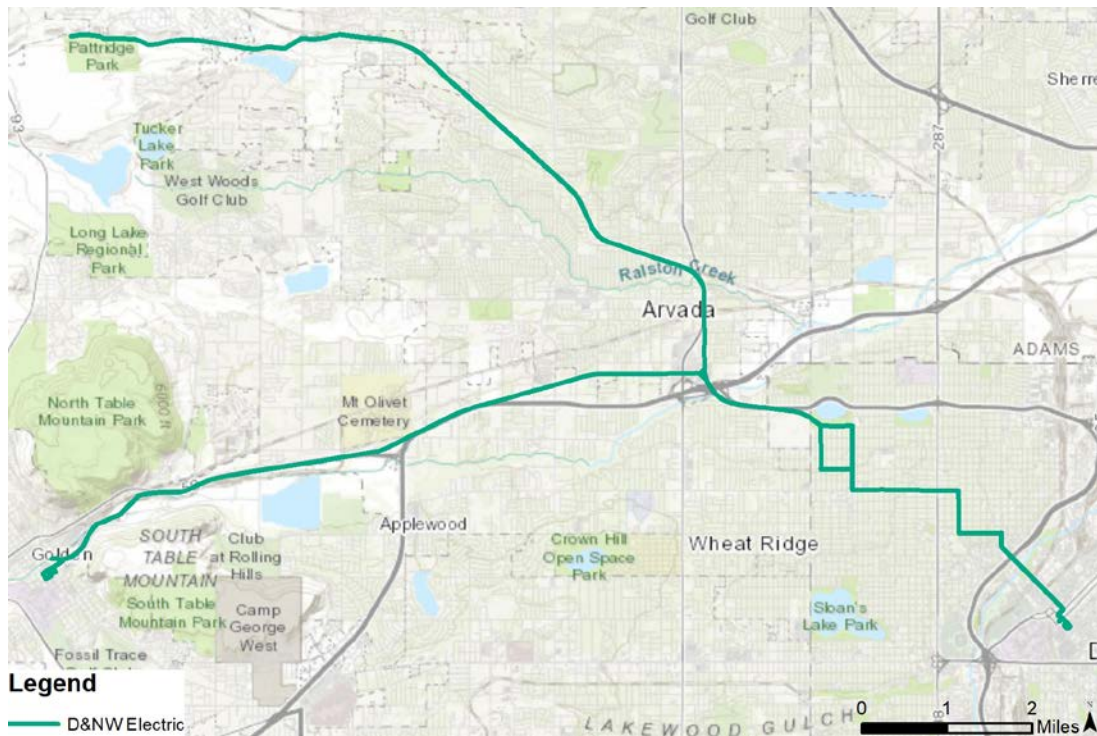 Golf Club
Pattridge
Park
Sherre
93
287
Tucker
Lake
Park
West Woods
Golf Club
Long Lake
Regional
Park
Ralston Creek
Arvada
ADAMS
6000 ft
North Table
Mountain Park
Mt Olivet
Cemetery
58
Applewood
Golden
SOUTH
TABLE
MOUNTAIN
Club
at Rolling
Hills
Crown Hill
Open Space
Park
Wheat Ridge
South Table
Mountain Park
Camp
George
West
Sloan's
Lake Park
Fossil Trace
D
Legend
D&NW Electric
LAKEWOOD GULCH
0 1 2
Miles